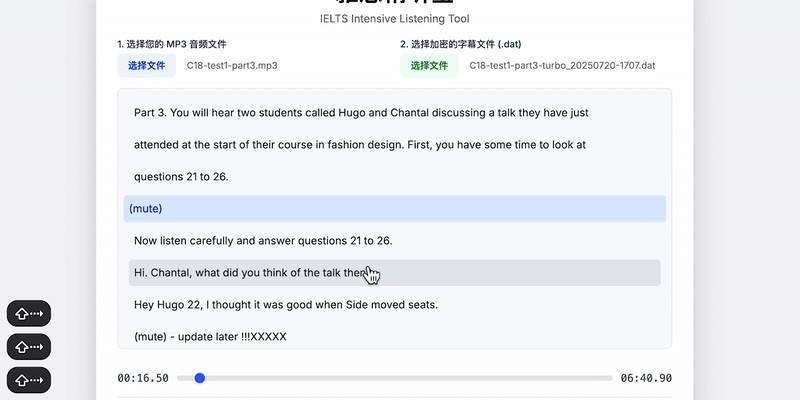 IELTS Intensive Listening Tool
1. 选择您的 MP3 音频文件
2. 选择加密的字幕文件 (.dat)
选择文件
C18-test1-part3.mp3
选择文件
C18-test1-part3-turbo_20250720-1707.dat
Part 3. You will hear two students called Hugo and Chantal discussing a talk they have just
attended at the start of their course in fashion design. First, you have some time to look at
questions 21 to 26.
(mute)
Now listen carefully and answer questions 21 to 26.
Hi. Chantal, what did you think of the talk then
Hey Hugo 22, I thought it was good when Side moved seats.
(mute) - update later !!!XXXXX
00:16.50
06:40.90